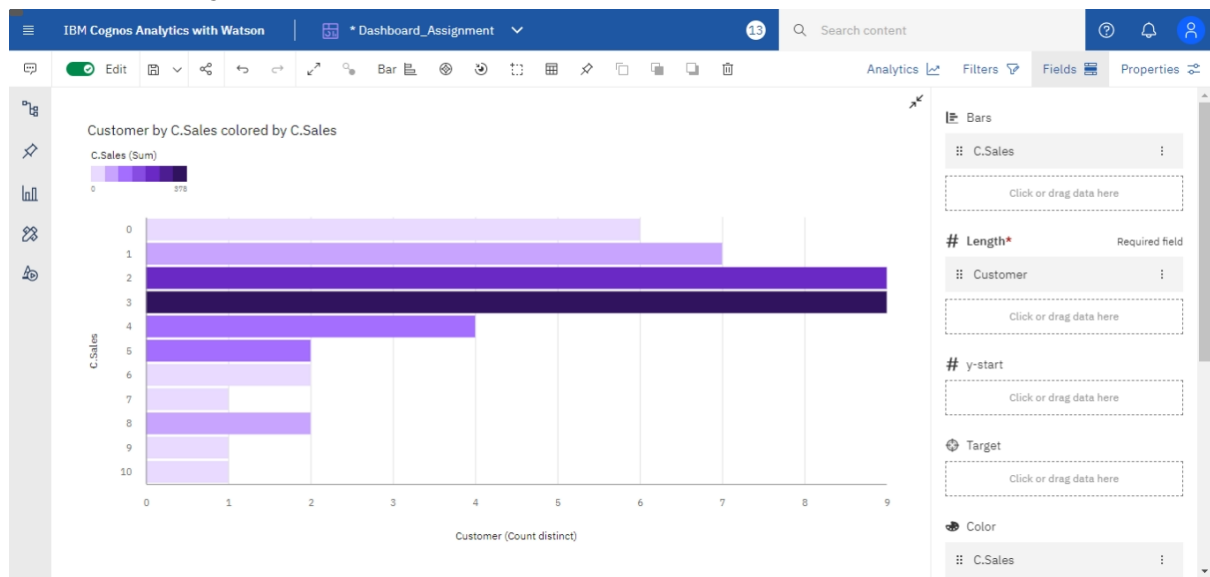 IBM Cognos Analytics with Watson
* Dashboard_Assignment
13
Search content
Edit
Bar
Analytics
Filters
Fields
Properties
Customer by C.Sales colored by C.Sales
C.Sales (Sum)
0 378
0
1
2
3
4
5
6
7
8
9
10
C.Sales
0 1 2 3 4 5 6 7 8 9
Customer (Count distinct)
Bars
C.Sales
Click or drag data here
# Length* Required field
Customer
Click or drag data here
# y-start
Click or drag data here
Target
Click or drag data here
Color
C.Sales